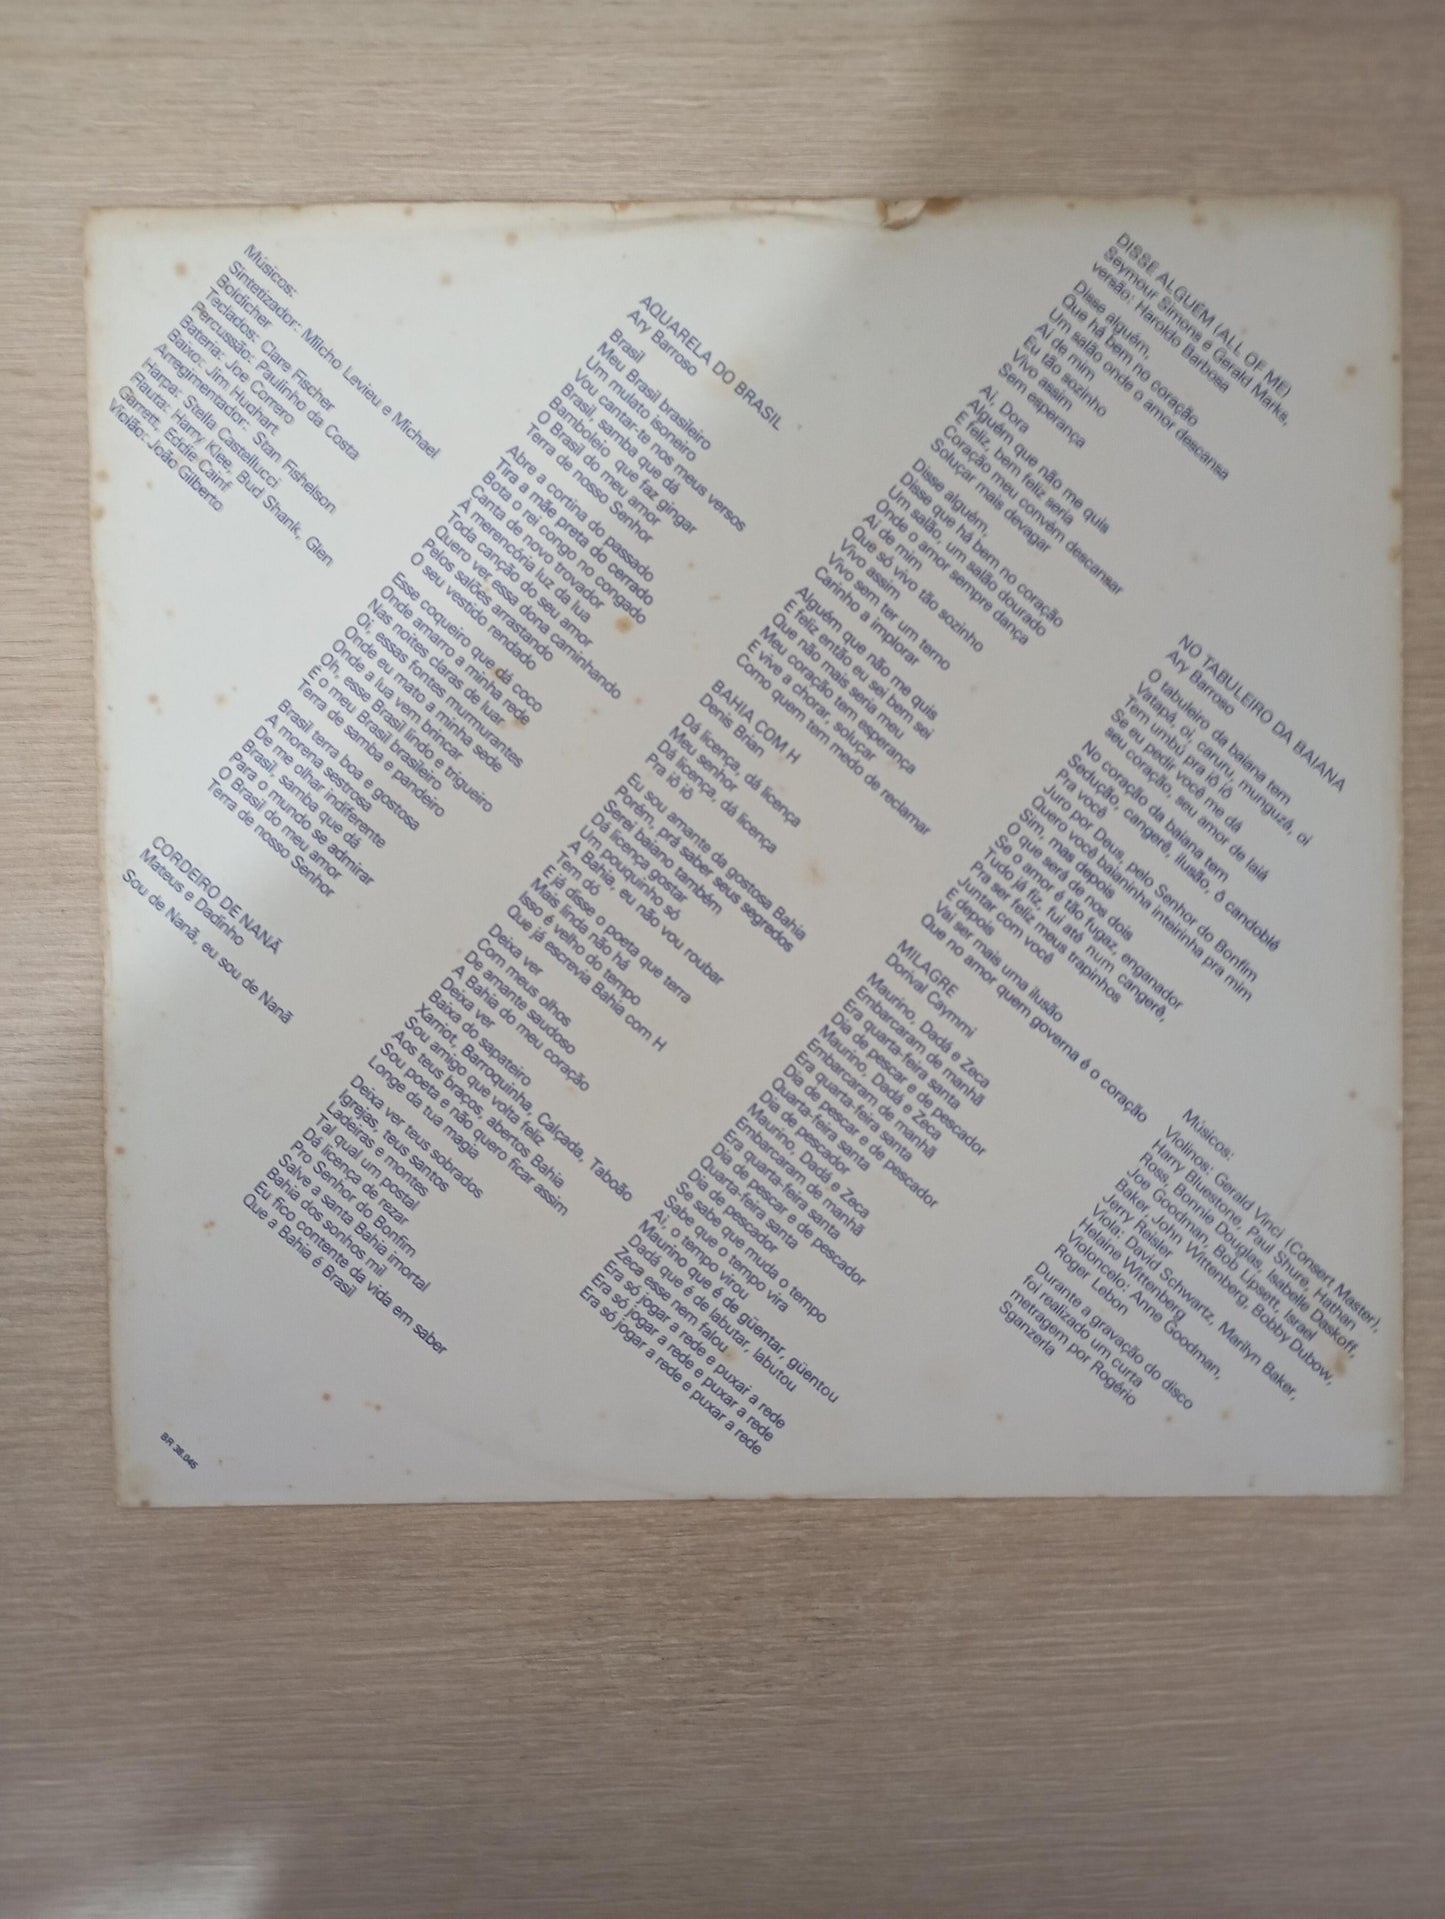 Músicos:
Sintetizador: Milcho Levieu e Michael
Boldicher
Teclados: Clare Fischer
Percussão: Paulinho da Costa
Bateria: Joe Correro
Baixo: Jim Huchart
Arregimentador: Stan Fishelson
Harpa: Stella Castellucci
Flauta: Harry Klee, Bud Shank, Glen
Garrett, Eddie Cainf
Violão: João Gilberto
CORDEIRO DE NANÃ
Mateus e Dadinho
Sou de Nanã, eu sou de Nanã
AQUARELA DO BRASIL
Ary Barroso
Brasil
Meu Brasil brasileiro
Um mulato isoneiro
Vou cantar-te nos meus versos
Brasil, samba que dá
Bamboleio que faz gingar
O Brasil do meu amor
Terra de nosso Senhor
Abre a cortina do passado
Tira a mãe preta do cerrado
Bota o rei congo no congado
Canta de novo trovador
A merencória luz da lua
Toda canção do seu amor
Quero ver essa dona caminhando
Pelos salões arrastando
O seu vestido rendado
Esse coqueiro que dá coco
Onde amarro a minha rede
Nas noites claras de luar
Oi, essas fontes murmurantes
Onde eu mato a minha sede
Onde a lua vem brincar
Oh, esse Brasil lindo e trigueiro
É o meu Brasil brasileiro
Terra de samba e pandeiro
Brasil terra boa e gostosa
A morena sestrosa
De me olhar indiferente
Brasil, samba que dá
Para o mundo se admirar
O Brasil do meu amor
Terra de nosso Senhor
DISSE ALGUÉM (ALL OF ME)
Seymour Simons e Gerald Marks,
versão: Haroldo Barbosa
Disse alguém,
Que há bem no coração
Um salão onde o amor descansa
Ai de mim
Eu tão sozinho
Vivo assim
Sem esperança
Ai, Dora
Alguém que não me quis
E feliz, bem feliz seria
Coração meu convém descansar
Soluçar mais devagar
Disse alguém,
Disse que há bem no coração
Um salão, um salão dourado
Onde o amor sempre dança
Ai de mim
Que só vivo tão sozinho
Vivo assim
Vivo sem ter um terno
Carinho a implorar
Alguém que não me quis
E feliz então eu sei bem sei
Que não mais seria meu
Meu coração tem esperança
E vive a chorar, soluçar
Como quem tem medo de reclamar
BAHIA COM H
Denis Brian
Dá licença, dá licença
Meu senhor
Dá licença, dá licença
Pra iô iô
Eu sou amante da gostosa Bahia
Porém, prá saber seus segredos
Serei baiano também
Dá licença gostar
Um pouquinho só
A Bahia, eu não vou roubar
Tem dó
E já disse o poeta que terra
Mais linda não há
Isso é velho do tempo
Que já escrevia Bahia com H
Deixa ver
Com meus olhos
De amante saudoso
A Bahia do meu coração
Deixa ver
Baixa do sapateiro
Xarriot, Barroquinha, Calçada, Taboão
Sou amigo que volta feliz
Aos teus braços, abertos Bahia
Sou poeta e não quero ficar assim
Longe da tua magia
Deixa ver teus sobrados
Igrejas, teus santos
Ladeiras e montes
Tal qual um postal
Dá licença de rezar
Pro Senhor do Bonfim
Salve a santa Bahia imortal
Bahia dos sonhos mil
Eu fico contente da vida em saber
Que a Bahia é Brasil
NO TABULEIRO DA BAIANA
Ary Barroso
O tabuleiro da baiana tem
Vatapá, oi, caruru, munguzá, oi
Tem umbú pra iô iô
Se eu pedir você me dá
seu coração, seu amor de Iaiá
No coração da baiana tem
Sedução, cangerê, ilusão, ô candoblé
Pra você
Juro por Deus, pelo Senhor do Bonfim
Quero você baianinha inteirinha pra mim
Sim, mas depois
O que será de nos dois
Se o amor é tão fugaz, enganador
Tudo já fiz, fui até num cangerê,
Pra ser feliz meus trapinhos
Juntar com você
E depois
Vai ser mais uma ilusão
Que no amor quem governa é o coração
MILAGRE
Dorival Caymmi
Maurino, Dadá e Zeca
Embarcaram de manhã
Era quarta-feira santa
Dia de pescar e de pescador
Maurino, Dadá e Zeca
Embarcaram de manhã
Era quarta-feira santa
Dia de pescar e de pescador
Quarta-feira santa
Dia de pescador
Maurino, Dadá e Zeca
Embarcaram de manhã
Era quarta-feira santa
Dia de pescar e de pescador
Quarta-feira santa
Dia de pescador
Se sabe que muda o tempo
Sabe que o tempo vira
Ai, o tempo virou
Maurino que é de güentar, güentou
Dadá que é de labutar, labutou
Zeca esse nem falou
Era só jogar a rede e puxar a rede
Era só jogar a rede e puxar a rede
Era só jogar a rede e puxar a rede
Músicos:
Violinos: Gerald Vinci (Consert Master),
Harry Bluestone, Paul Shure, Hathan
Ross, Bonnie Douglas, Isabelle Daskoff,
Joe Goodman, Bob Lipsett, Israel
Baker, John Wittenberg, Bobby Dubow,
Jerry Reisler
Viola: David Schwartz, Marilyn Baker,
Helaine Wittenberg
Violoncelo: Anne Goodman,
Roger Lebon
Durante a gravação do disco
foi realizado um curta
metragem por Rogério
Sganzerla
BR 38.045